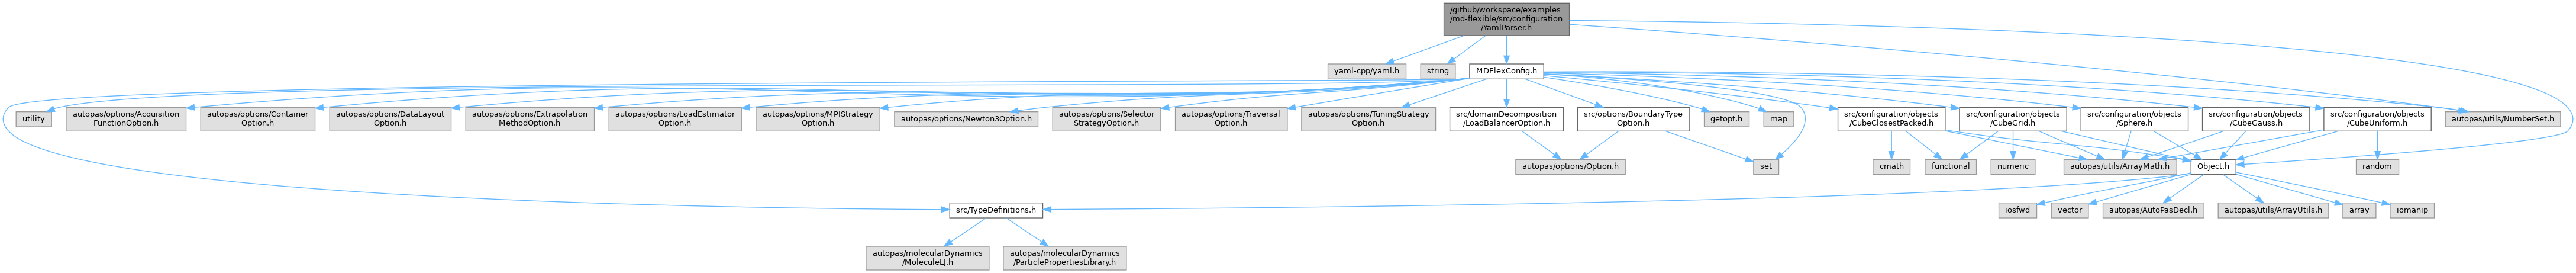 /github/workspace/examples
/md-flexible/src/configuration
/YamlParser.h
yaml-cpp/yaml.h
string
MDFlexConfig.h
utility
autopas/options/Acquisition
FunctionOption.h
autopas/options/Container
Option.h
autopas/options/DataLayout
Option.h
autopas/options/Extrapolation
MethodOption.h
autopas/options/LoadEstimator
Option.h
autopas/options/MPIStrategy
Option.h
autopas/options/Newton3Option.h
autopas/options/Selector
StrategyOption.h
autopas/options/Traversal
Option.h
autopas/options/TuningStrategy
Option.h
src/domainDecomposition
/LoadBalancerOption.h
src/options/BoundaryType
Option.h
getopt.h
map
src/configuration/objects
/CubeClosestPacked.h
src/configuration/objects
/CubeGrid.h
src/configuration/objects
/Sphere.h
src/configuration/objects
/CubeGauss.h
src/configuration/objects
/CubeUniform.h
autopas/utils/NumberSet.h
autopas/options/Option.h
set
cmath
functional
numeric
autopas/utils/ArrayMath.h
Object.h
random
src/TypeDefinitions.h
iosfwd
vector
autopas/AutoPasDecl.h
autopas/utils/ArrayUtils.h
array
iomanip
autopas/molecularDynamics
/MoleculeLJ.h
autopas/molecularDynamics
/ParticlePropertiesLibrary.h